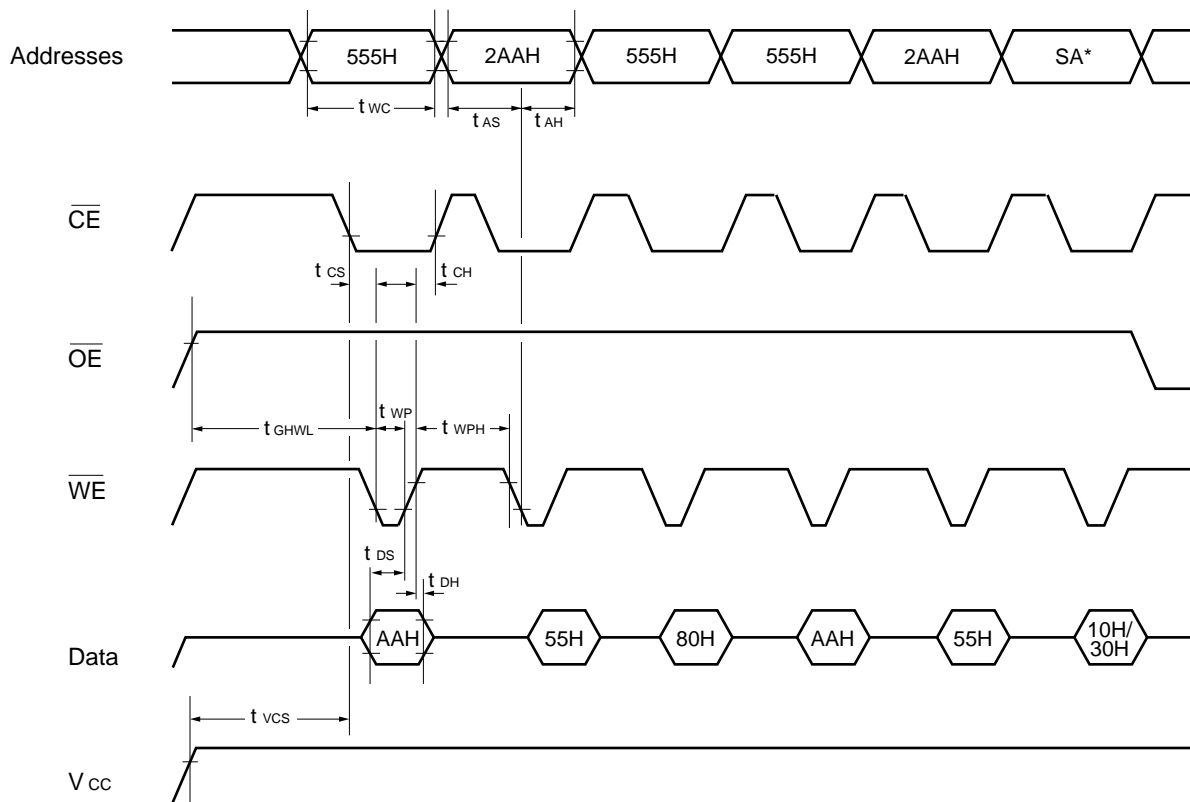 Addresses
555H
2AAH
555H
555H
2AAH
SA*
t WC
t AS
t AH
CE
t CS
t CH
OE
t GHWL
t WP
t WPH
WE
t DS
t DH
Data
AAH
55H
80H
AAH
55H
10H/
30H
t VCS
V CC